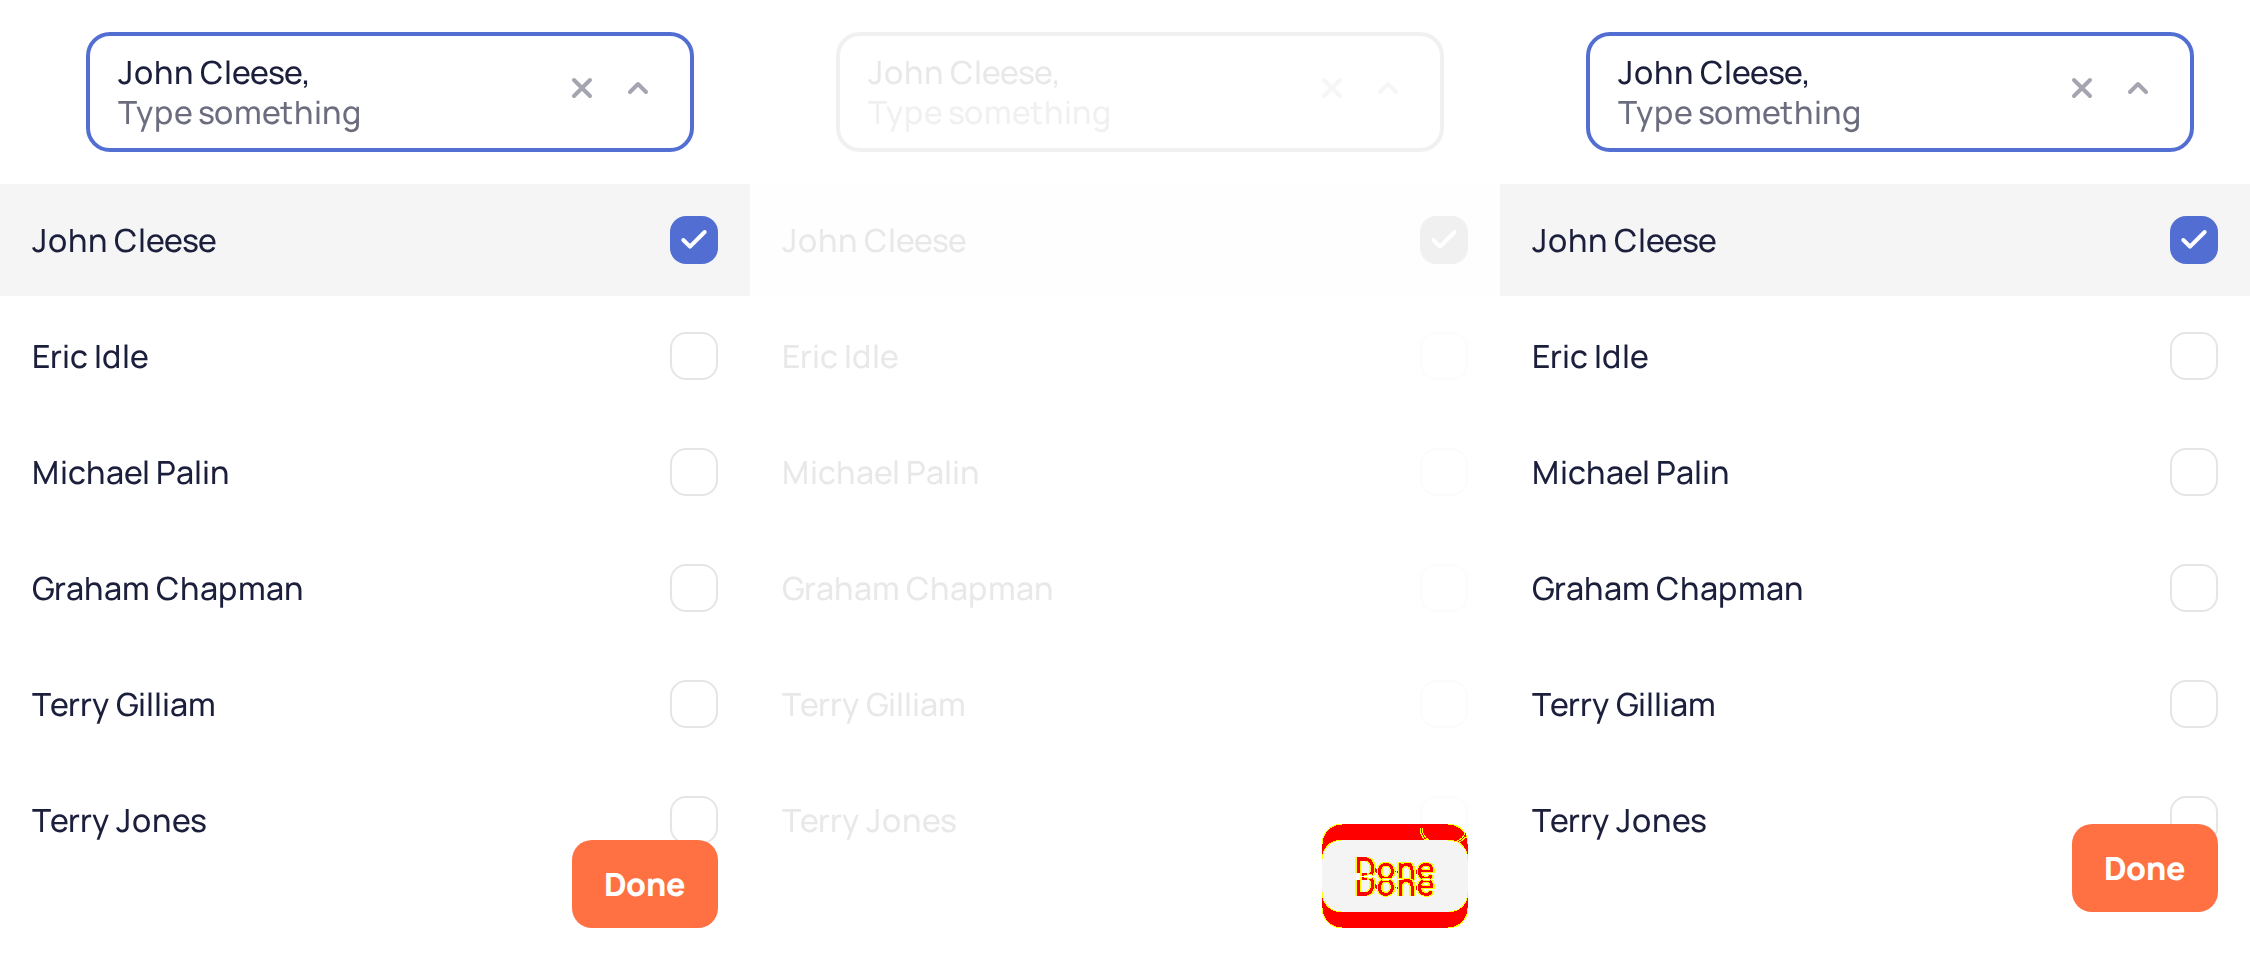 John Cleese,
Type something
John Cleese
Eric Idle
Michael Palin
Graham Chapman
Terry Gilliam
Terry Jones
Done
John Cleese,
Type something
John Cleese
Eric Idle
Michael Palin
Graham Chapman
Terry Gilliam
Terry Jones
Done
Done
John Cleese,
Type something
John Cleese
Eric Idle
Michael Palin
Graham Chapman
Terry Gilliam
Terry Jones
Done